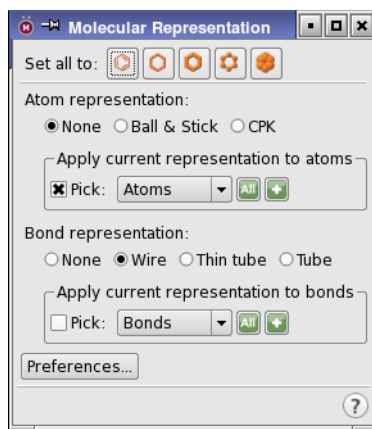 Molecular Representation
Set all to:
Atom representation:
None Ball & Stick CPK
Apply current representation to atoms
Pick: Atoms All +
Bond representation:
None Wire Thin tube Tube
Apply current representation to bonds
Pick: Bonds All +
Preferences...
?